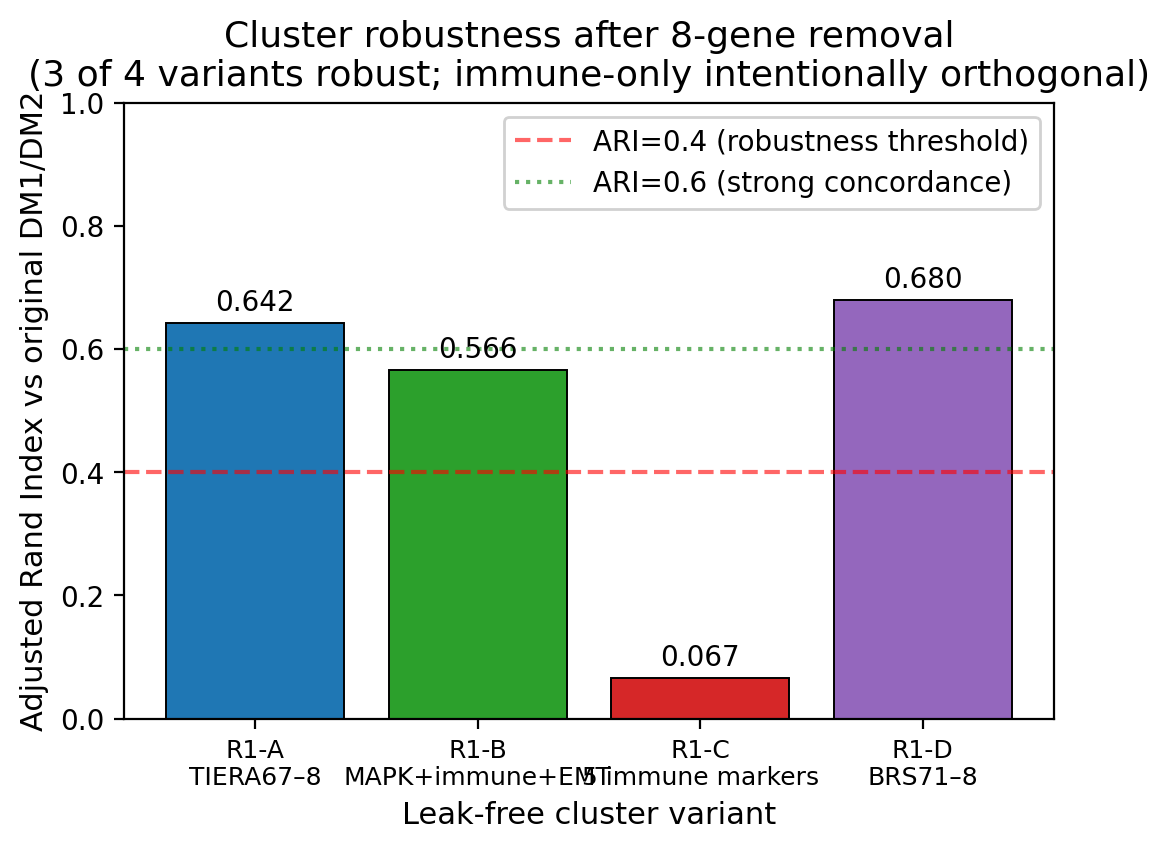 Cluster robustness after 8-gene removal
(3 of 4 variants robust; immune-only intentionally orthogonal)
Adjusted Rand Index vs original DM1/DM2
1.0
0.8
0.6
0.4
0.2
0.0
ARI=0.4 (robustness threshold)
ARI=0.6 (strong concordance)
0.642
0.566
0.067
0.680
R1-A
TIERA67–8
R1-B
MAPK+immune+EMT
R1-C
5 immune markers
R1-D
BRS71–8
Leak-free cluster variant